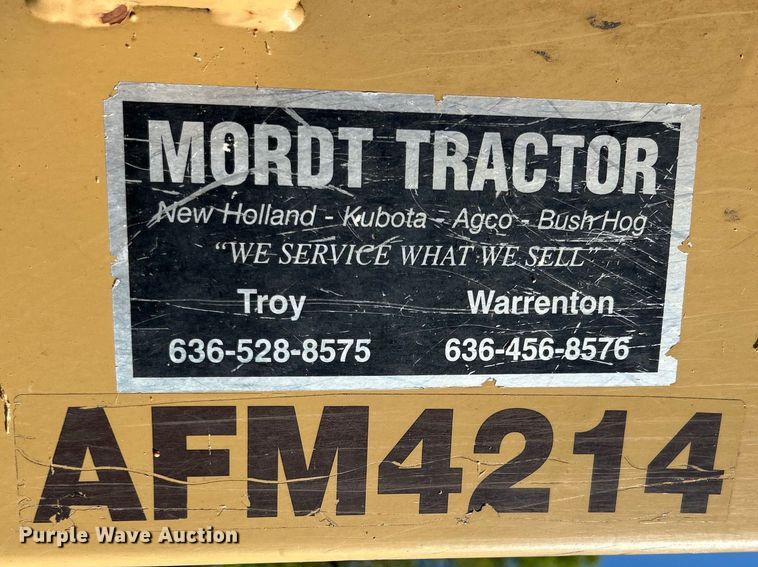 MORDT TRACTOR
New Holland - Kubota - Agco - Bush Hog
"WE SERVICE WHAT WE SELL"
Troy Warrenton
636-528-8575 636-456-8576
AFM4214
Purple Wave Auction